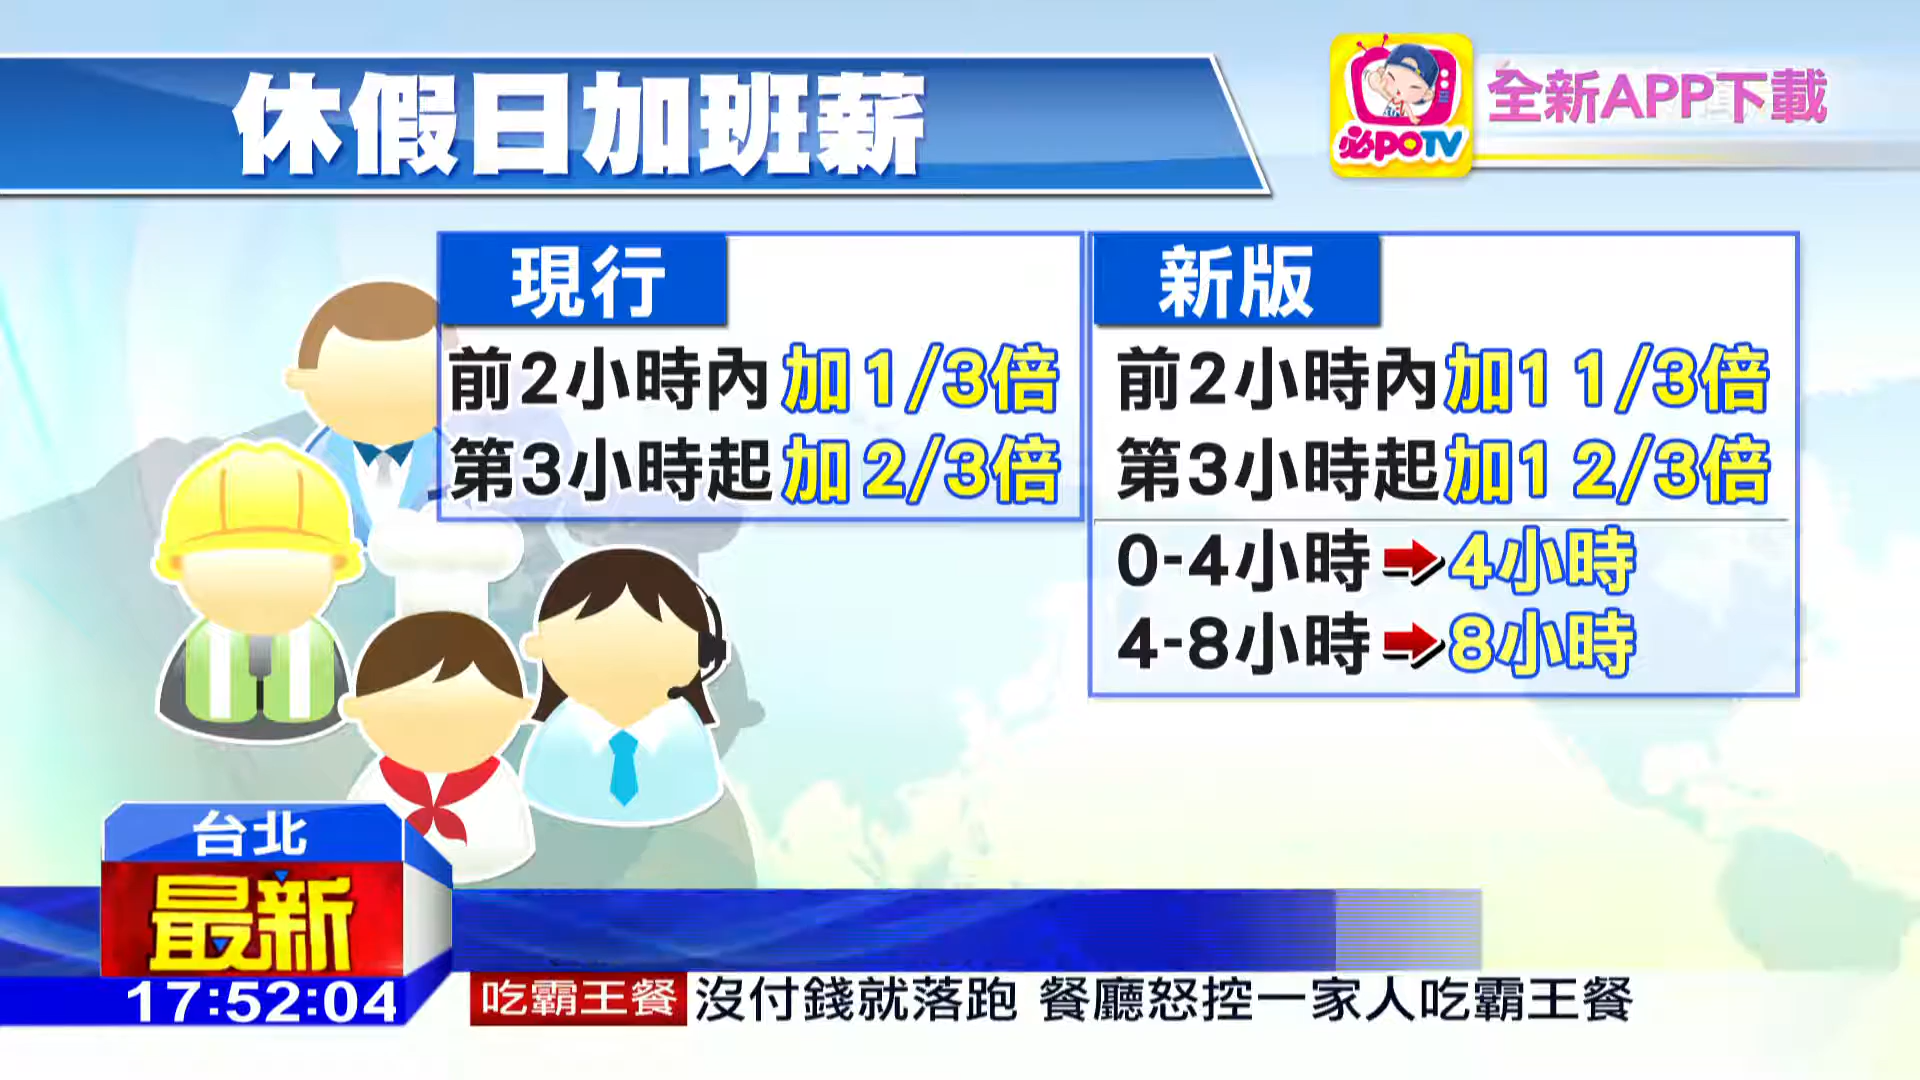 休假日加班薪
必POTV
全新APP下載
現行
前2小時內加1/3倍
第3小時起加2/3倍
新版
前2小時內加1 1/3倍
第3小時起加1 2/3倍
0-4小時➡4小時
4-8小時➡8小時
台北
最新
17:52:04
吃霸王餐 沒付錢就落跑 餐廳怒控一家人吃霸王餐